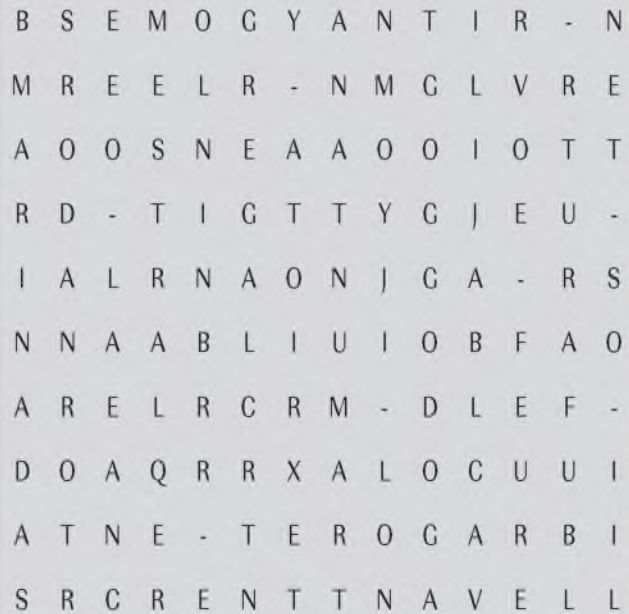 B S E M O G Y A N T I R - N
M R E E L R - N M G L V R E
A O O S N E A A O O I O T T
R D - T I G T T Y G J E U -
I A L R N A O N J G A - R S
N N A A B L I U I O B F A O
A R E L R C R M - D L E F -
D O A Q R R X A L O C U U I
A T N E - T E R O G A R B I
S R C R E N T T N A V E L L